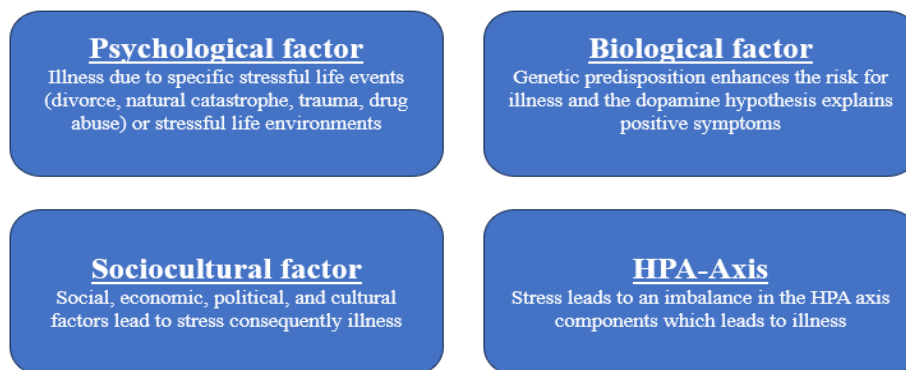 Psychological factor
Illness due to specific stressful life events
(divorce, natural catastrophe, trauma, drug
abuse) or stressful life environments
Biological factor
Genetic predisposition enhances the risk for
illness and the dopamine hypothesis explains
positive symptoms
Sociocultural factor
Social, economic, political, and cultural
factors lead to stress consequently illness
HPA-Axis
Stress leads to an imbalance in the HPA axis
components which leads to illness